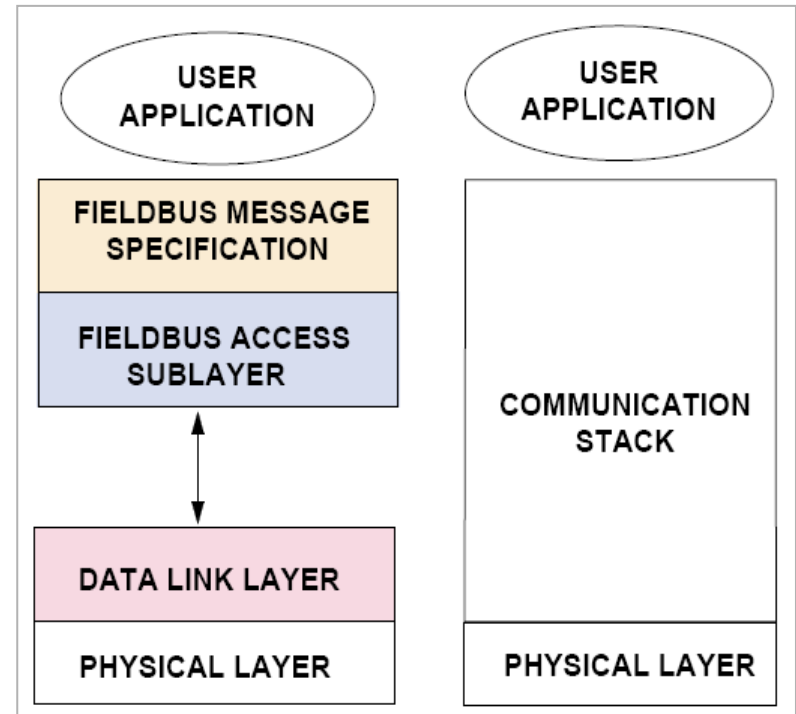 USER
APPLICATION
FIELDBUS MESSAGE
SPECIFICATION
FIELDBUS ACCESS
SUBLAYER
DATA LINK LAYER
PHYSICAL LAYER
USER
APPLICATION
COMMUNICATION
STACK
PHYSICAL LAYER